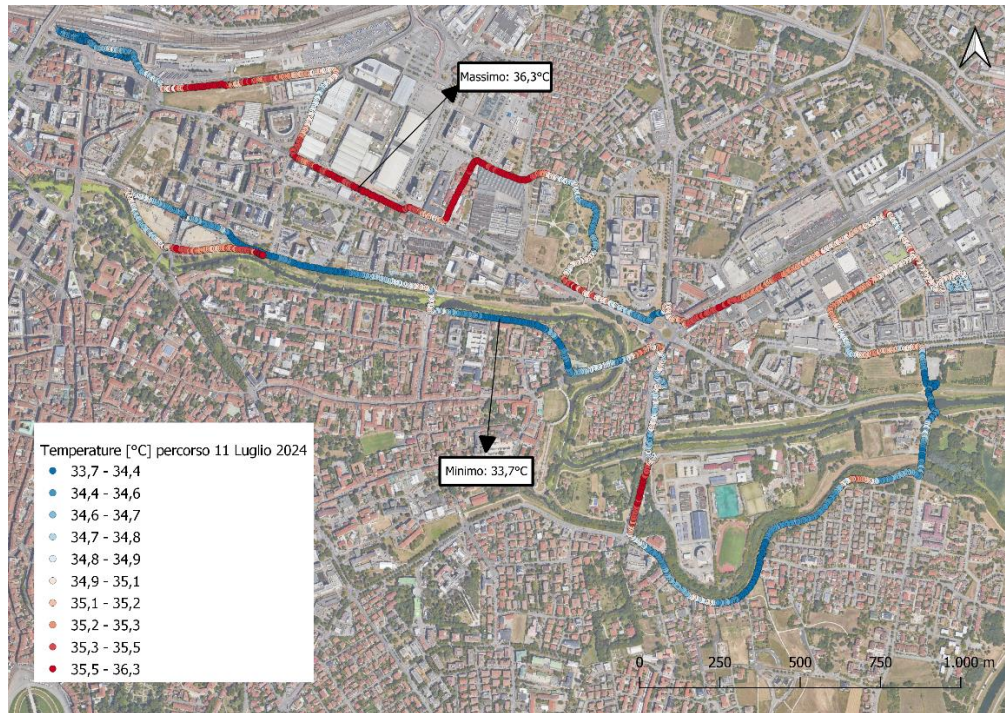 Massimo: 36,3°C
Minimo: 33,7°C
Temperature [°C] percorso 11 Luglio 2024
33,7 - 34,4
34,4 - 34,6
34,6 - 34,7
34,7 - 34,8
34,8 - 34,9
34,9 - 35,1
35,1 - 35,2
35,2 - 35,3
35,3 - 35,5
35,5 - 36,3
0 250 500 750 1.000 m